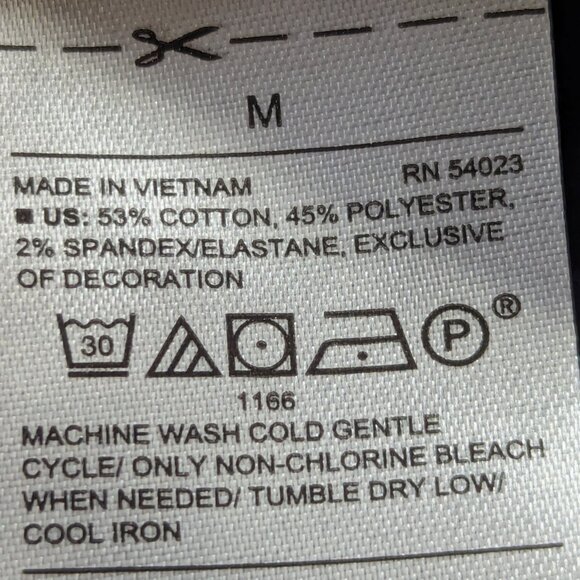 M
RN 54023
MADE IN VIETNAM
US: 53% COTTON, 45% POLYESTER,
2% SPANDEX/ELASTANE, EXCLUSIVE
OF DECORATION
30 P ®
1166
MACHINE WASH COLD GENTLE
CYCLE/ ONLY NON-CHLORINE BLEACH
WHEN NEEDED/ TUMBLE DRY LOW/
COOL IRON